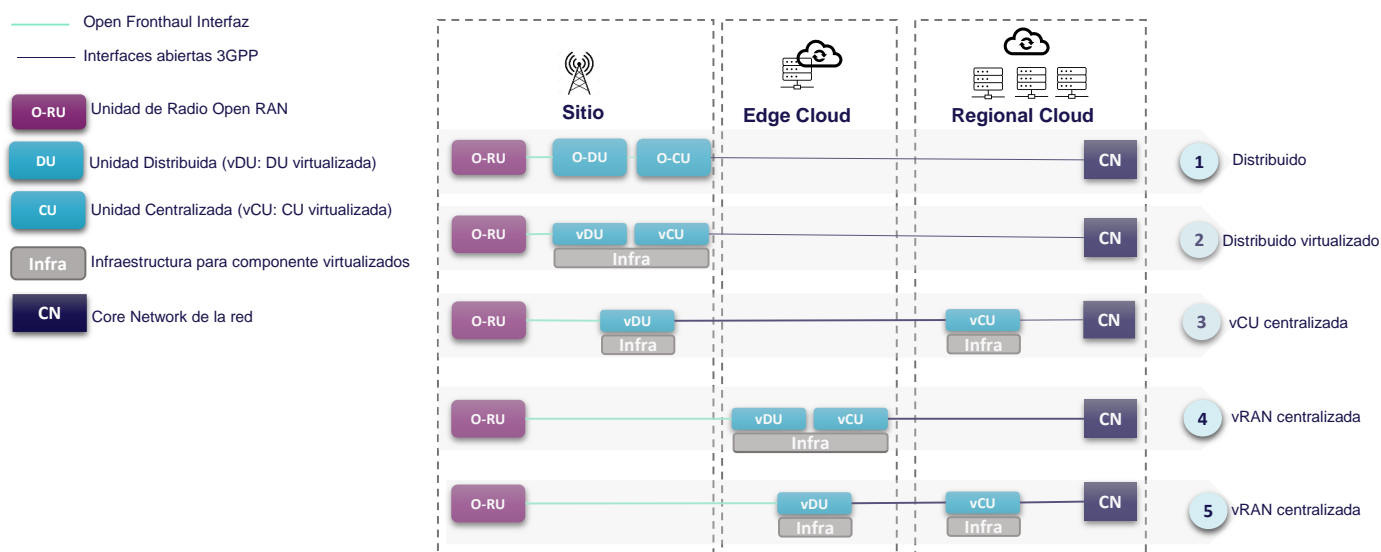 Open Fronthaul Interfaz
Interfaces abiertas 3GPP
O-RU Unidad de Radio Open RAN
DU Unidad Distribuida (vDU: DU virtualizada)
CU Unidad Centralizada (vCU: CU virtualizada)
Infra Infraestructura para componente virtualizados
CN Core Network de la red
Sitio Edge Cloud Regional Cloud
O-RU O-DU O-CU CN 1 Distribuido
O-RU vDU vCU CN 2 Distribuido virtualizado
Infra
O-RU vDU vCU CN 3 vCU centralizada
Infra Infra
O-RU vDU vCU CN 4 vRAN centralizada
Infra
O-RU vDU vCU CN 5 vRAN centralizada
Infra Infra